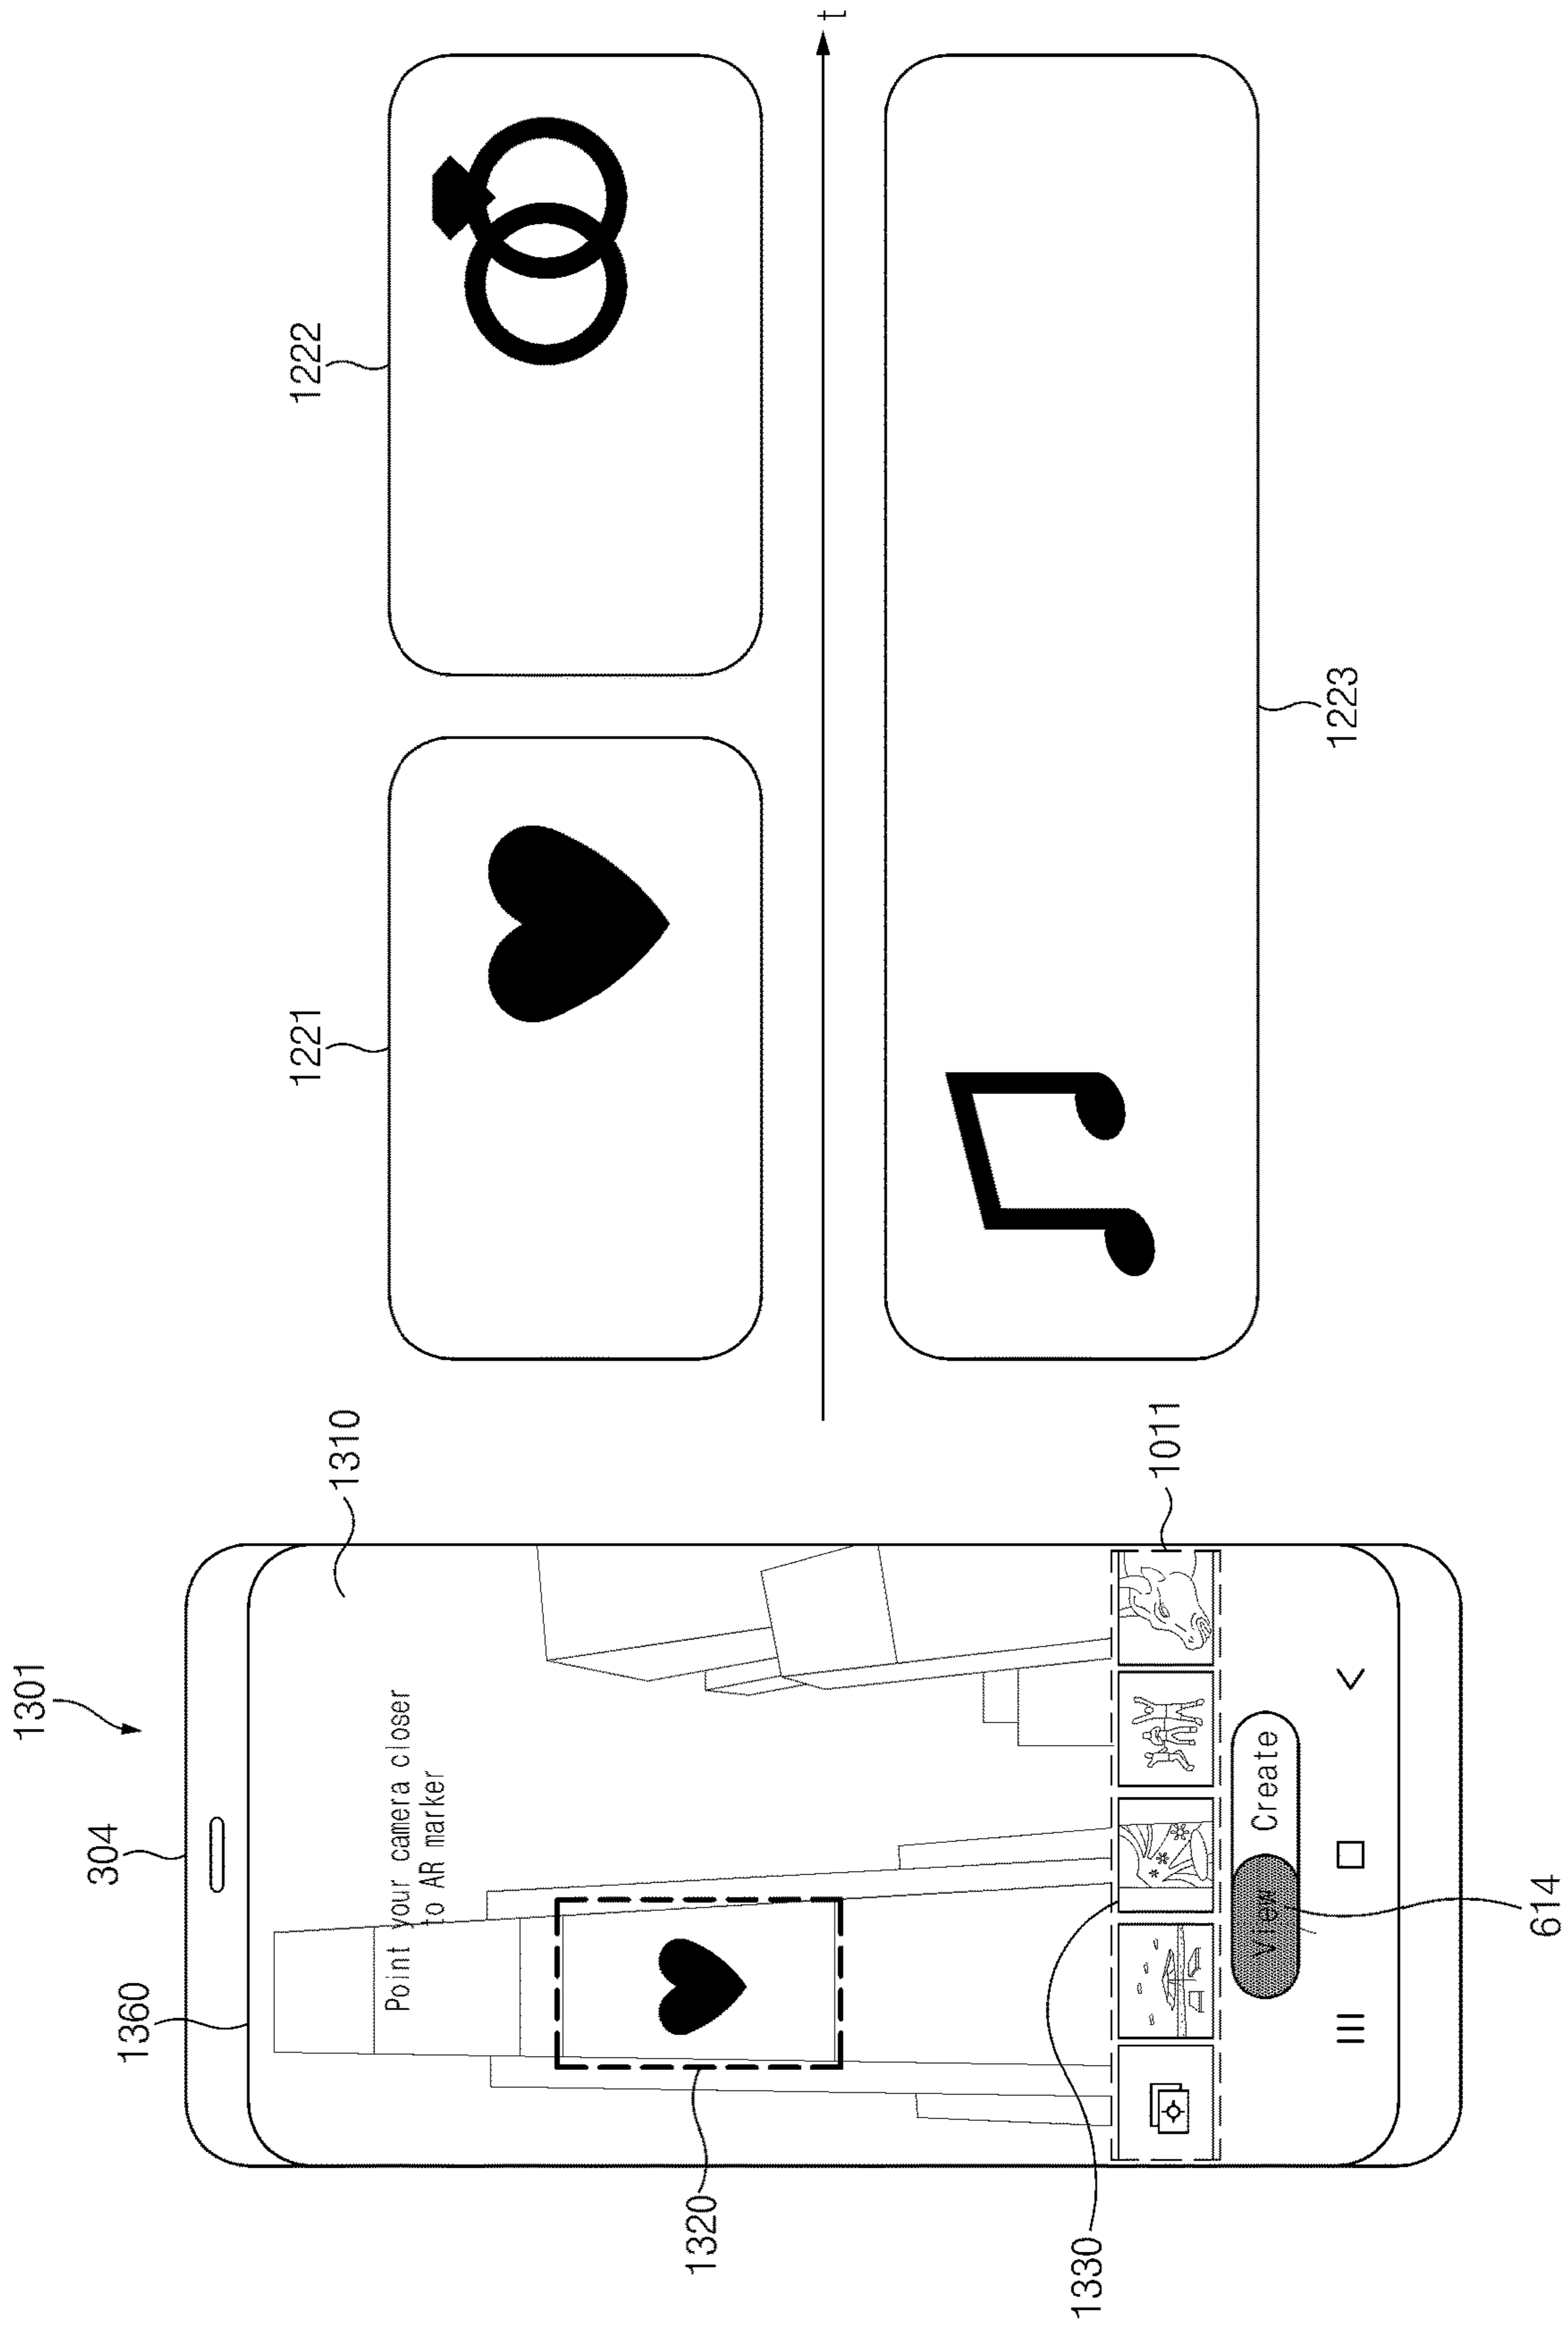 1301
304
1360
1310
Point your camera closer
to AR marker
1320
1330
1011
View Create
614
1221
1222
t
1223